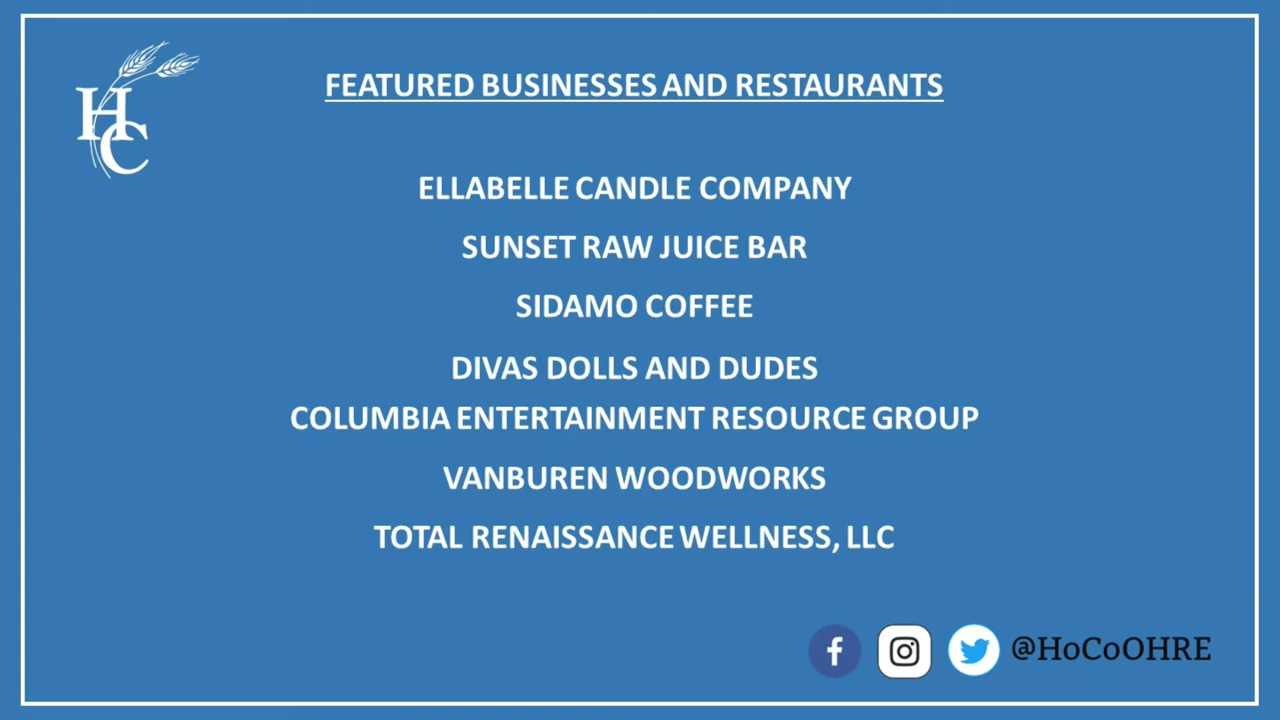 HC
FEATURED BUSINESSES AND RESTAURANTS
ELLABELLE CANDLE COMPANY
SUNSET RAW JUICE BAR
SIDAMO COFFEE
DIVAS DOLLS AND DUDES
COLUMBIA ENTERTAINMENT RESOURCE GROUP
VANBUREN WOODWORKS
TOTAL RENAISSANCE WELLNESS, LLC
@HoCoOHRE